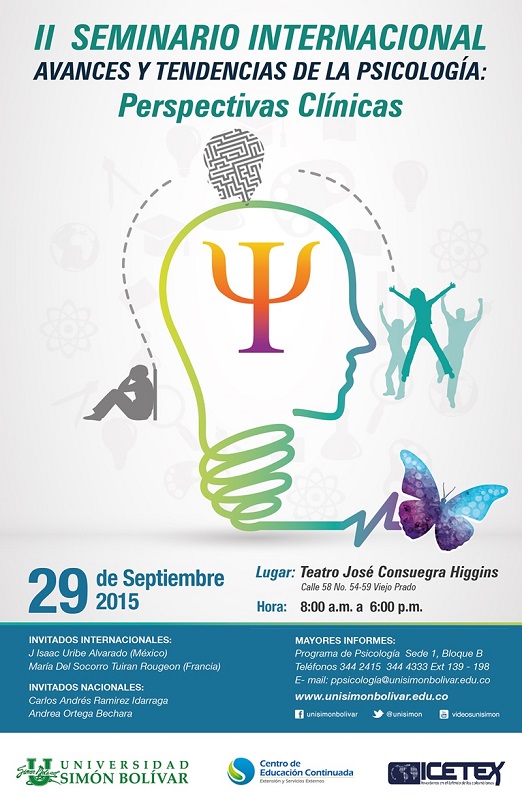 II SEMINARIO INTERNACIONAL
AVANCES Y TENDENCIAS DE LA PSICOLOGÍA:
Perspectivas Clínicas
Ψ
29 de Septiembre
2015
Lugar: Teatro José Consuegra Higgins
Calle 58 No. 54-59 Viejo Prado
Hora: 8:00 a.m. a 6:00 p.m.
INVITADOS INTERNACIONALES:
J Isaac Uribe Alvarado (México)
María Del Socorro Tuiran Rougeon (Francia)
INVITADOS NACIONALES:
Carlos Andrés Ramirez Idarraga
Andrea Ortega Bechara
MAYORES INFORMES:
Programa de Psicología Sede 1, Bloque B
Teléfonos 344 2415 344 4333 Ext 139 - 198
E- mail: ppsicología@unisimonbolivar.edu.co
www.unisimonbolivar.edu.co
unisimonbolivar @unisimon videosunisimon
UNIVERSIDAD
SIMÓN BOLÍVAR
Centro de
Educación Continuada
Extensión y Servicios Externos
ICETEX